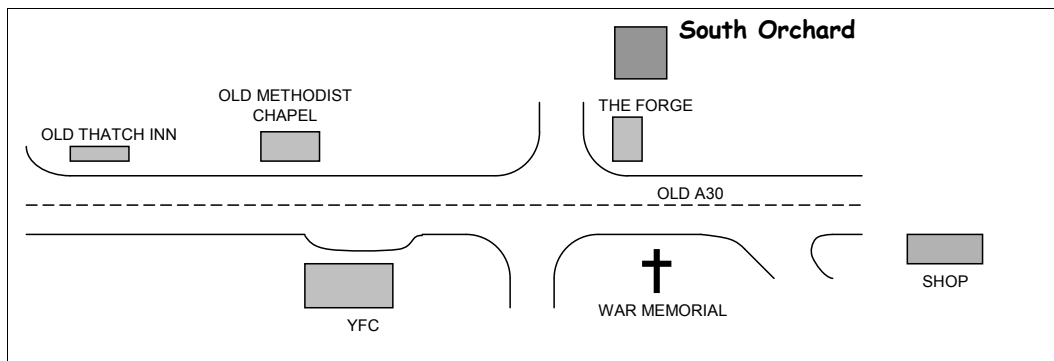 South Orchard
OLD METHODIST
CHAPEL
THE FORGE
OLD THATCH INN
OLD A30
SHOP
WAR MEMORIAL
YFC